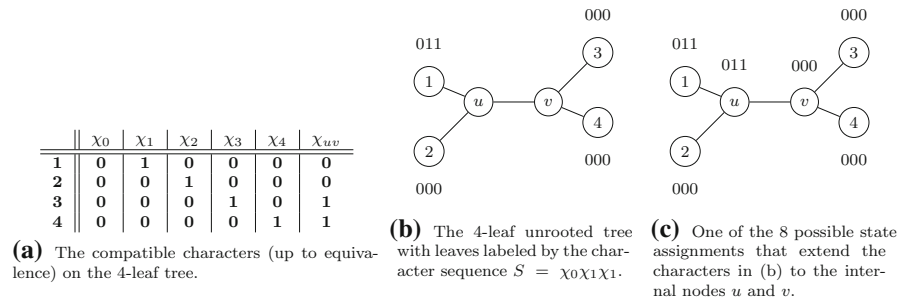 χ0 χ1 χ2 χ3 χ4 χuv
1 0 1 0 0 0 0
2 0 0 1 0 0 0
3 0 0 0 1 0 1
4 0 0 0 0 1 1
(a) The compatible characters (up to equiva-
lence) on the 4-leaf tree.
000
011
3
1
u
v
2
4
000
000
(b) The 4-leaf unrooted tree
with leaves labeled by the char-
acter sequence S = χ0χ1χ1.
000
011
3
011
000
1
u
v
2
4
000
000
(c) One of the 8 possible state
assignments that extend the
characters in (b) to the inter-
nal nodes u and v.